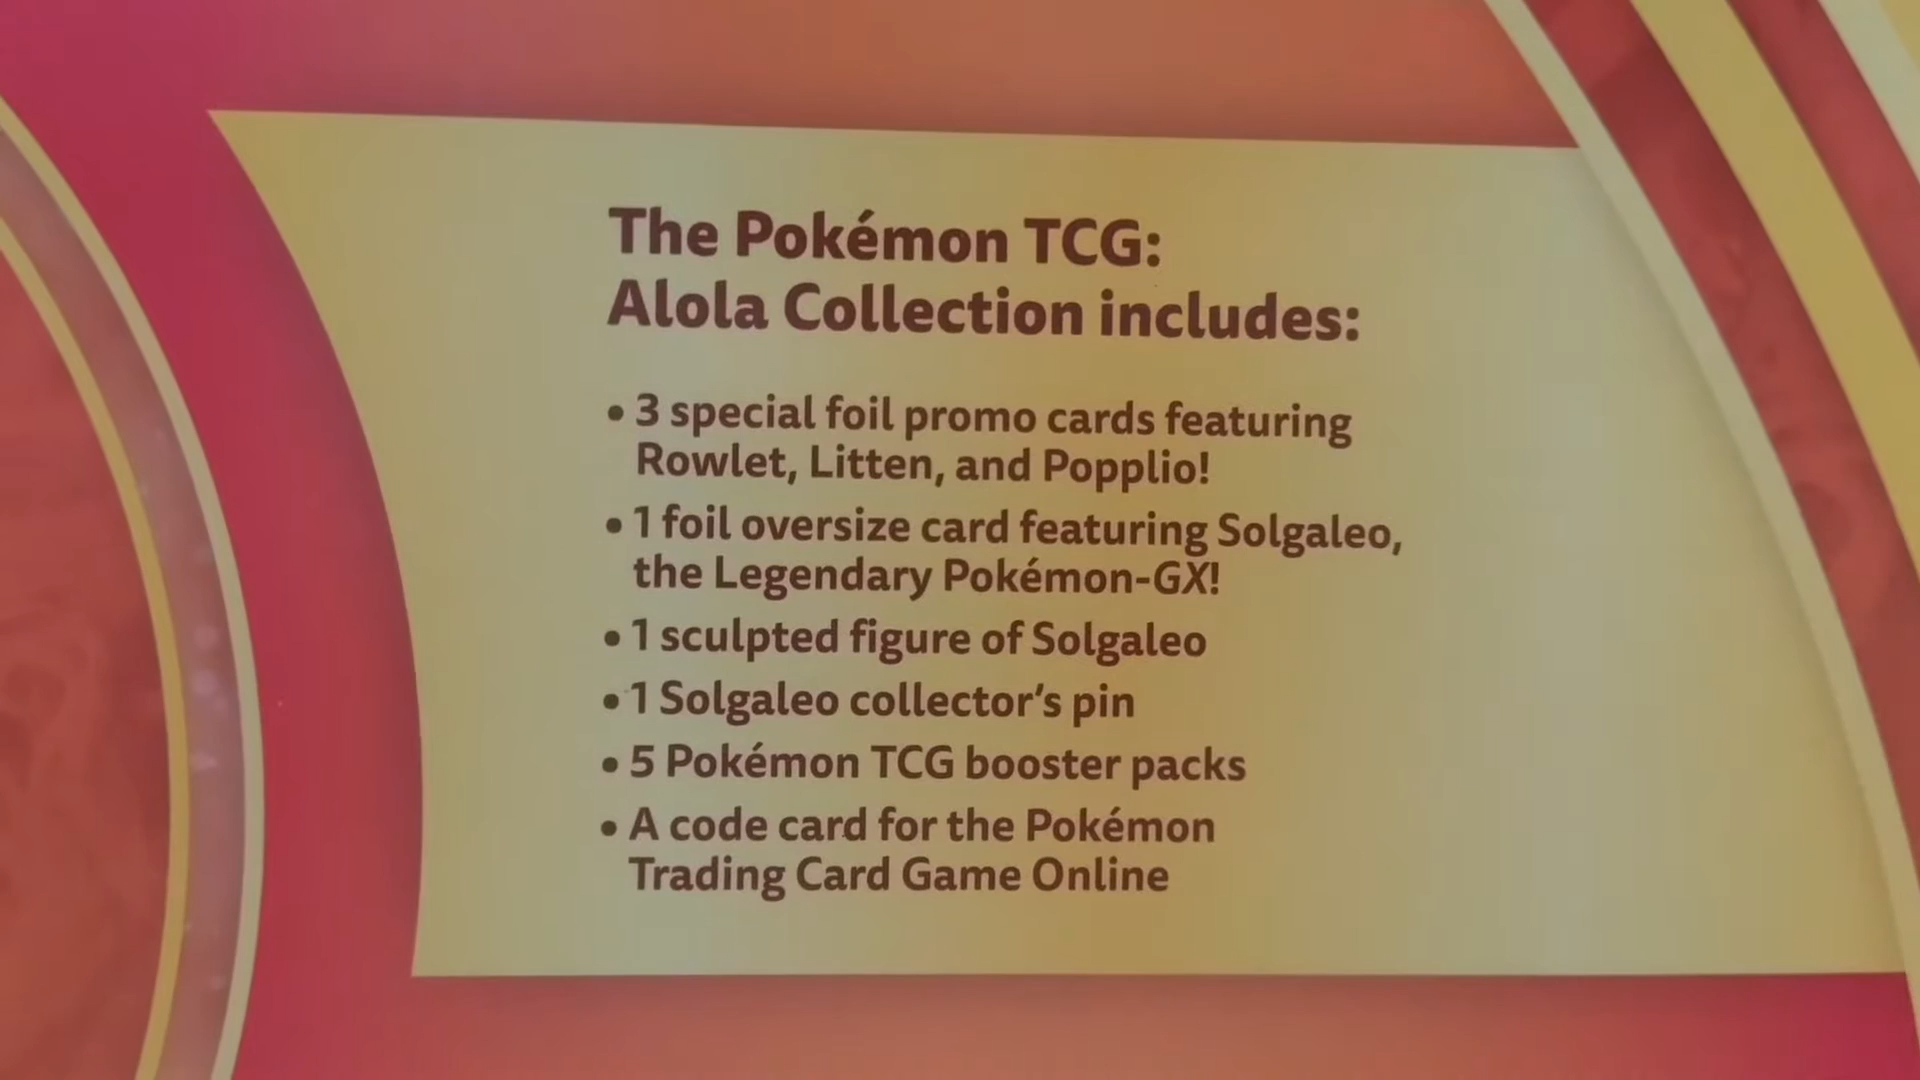 The Pokémon TCG:
Alola Collection includes:
• 3 special foil promo cards featuring
Rowlet, Litten, and Popplio!
• 1 foil oversize card featuring Solgaleo,
the Legendary Pokémon-GX!
• 1 sculpted figure of Solgaleo
• 1 Solgaleo collector's pin
• 5 Pokémon TCG booster packs
• A code card for the Pokémon
Trading Card Game Online